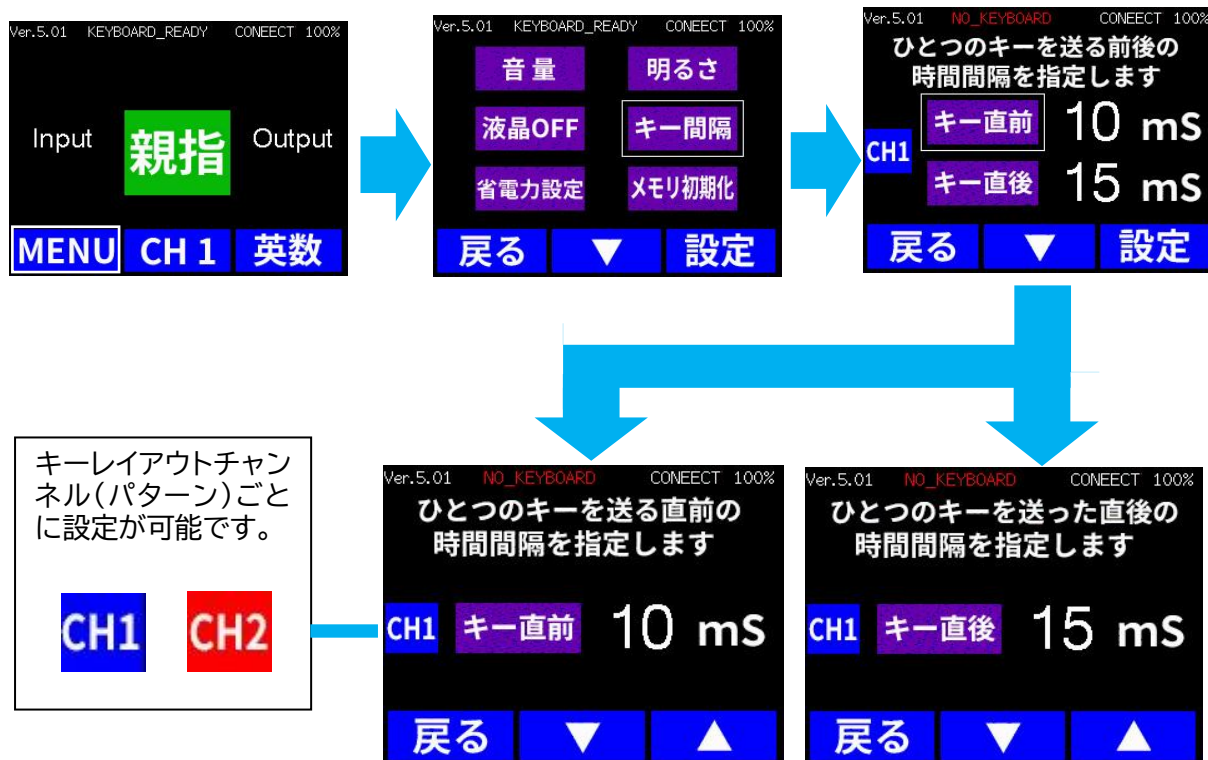 Ver.5.01 KEYBOARD_READY CONEECT 100%
Input 親指 Output
MENU CH 1 英数
Ver.5.01 KEYBOARD_READY CONEECT 100%
音量 明るさ
液晶OFF キー間隔
省電力設定 メモリ初期化
戻る ▼ 設定
Ver.5.01 NO_KEYBOARD CONEECT 100%
ひとつのキーを送る前後の
時間間隔を指定します
キー直前 10 mS
CH1
キー直後 15 mS
戻る ▼ 設定
キーレイアウトチャン
ネル(パターン)ごと
に設定が可能です。
CH1 CH2
Ver.5.01 NO_KEYBOARD CONEECT 100%
ひとつのキーを送る直前の
時間間隔を指定します
CH1 キー直前 10 mS
戻る ▼ ▲
Ver.5.01 NO_KEYBOARD CONEECT 100%
ひとつのキーを送った直後の
時間間隔を指定します
CH1 キー直後 15 mS
戻る ▼ ▲